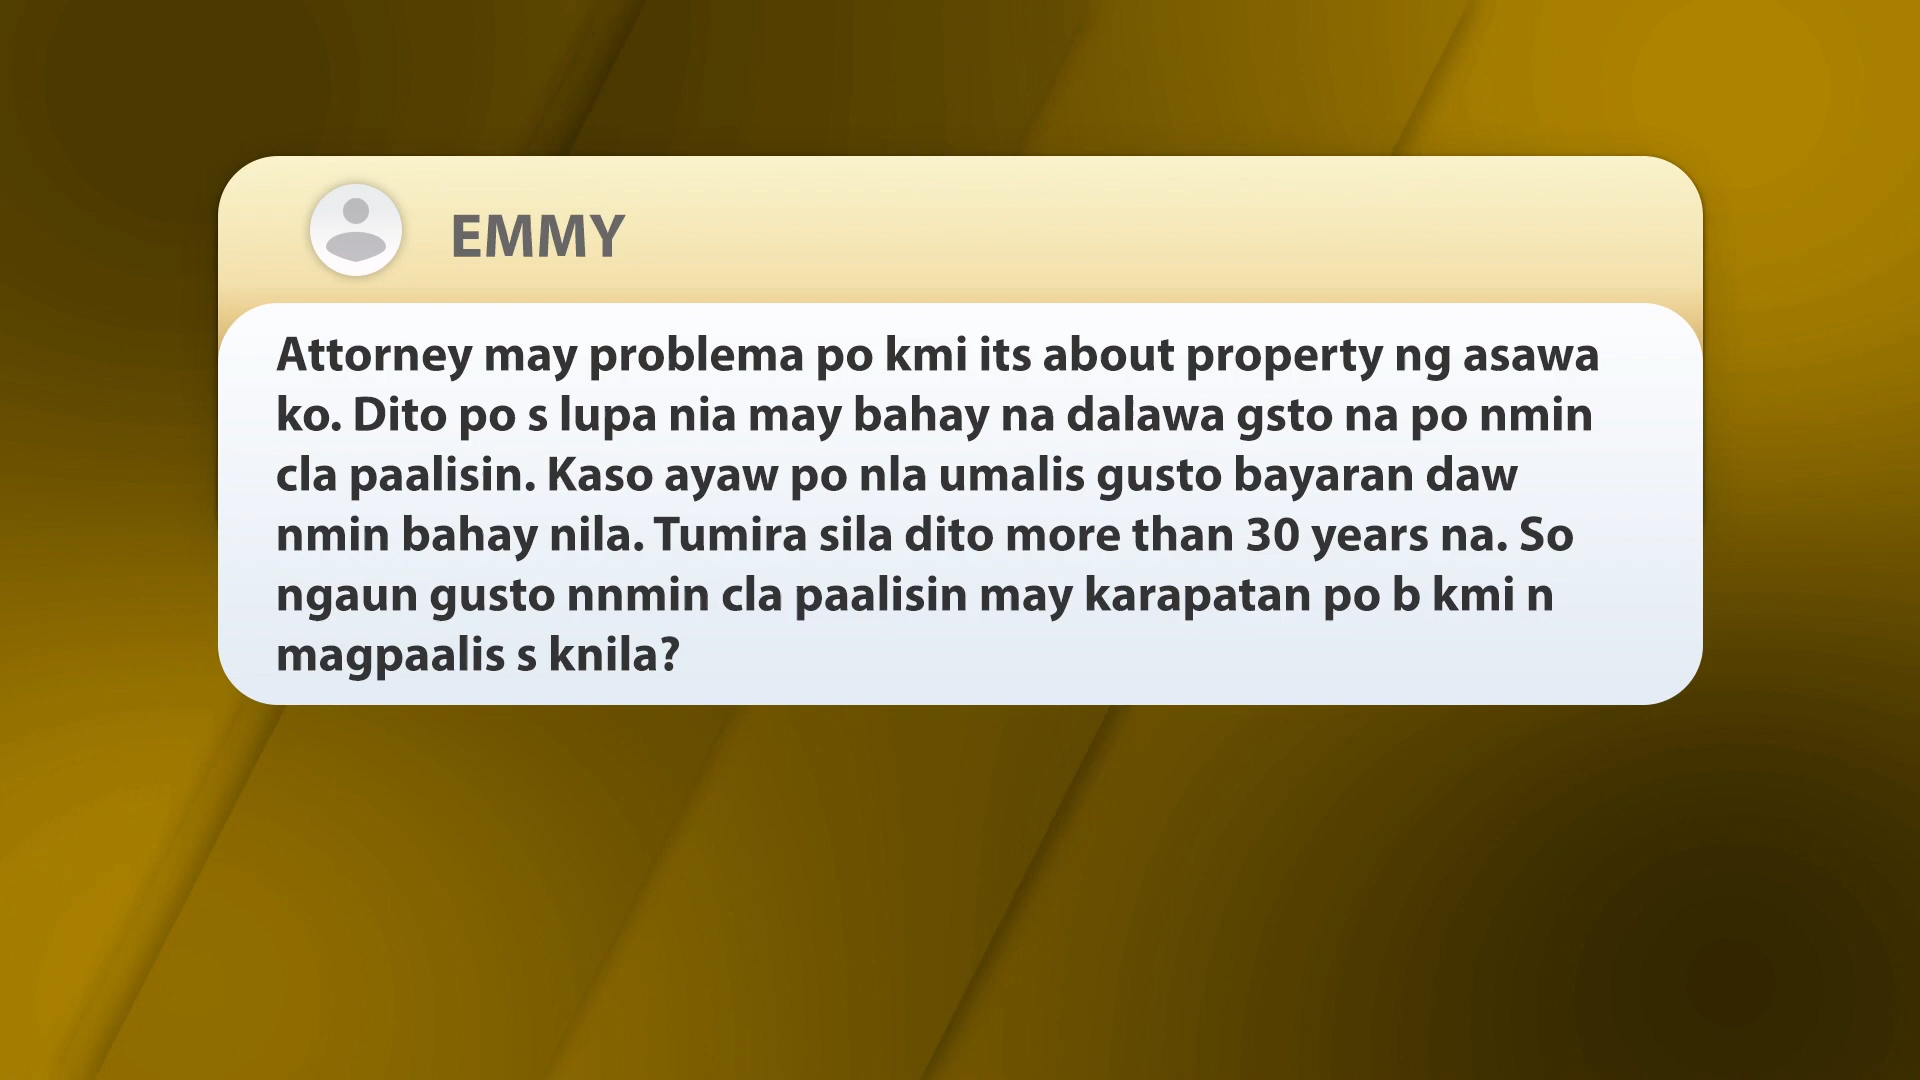 EMMY
Attorney may problema po kmi its about property ng asawa
ko. Dito po s lupa nia may bahay na dalawa gsto na po nmin
cla paalisin. Kaso ayaw po nla umalis gusto bayaran daw
nmin bahay nila. Tumira sila dito more than 30 years na. So
ngaun gusto nnmin cla paalisin may karapatan po b kmi n
magpaalis s knila?